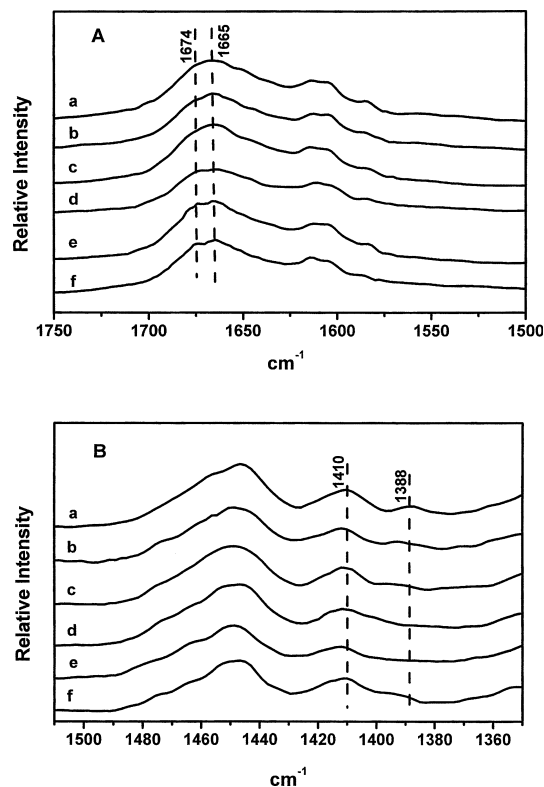 A
1674
1665
a
b
c
d
e
f
Relative Intensity
1750 1700 1650 1600 1550 1500
cm-1
B
1410
1388
a
b
c
d
e
f
Relative Intensity
1500 1480 1460 1440 1420 1400 1380 1360
cm-1